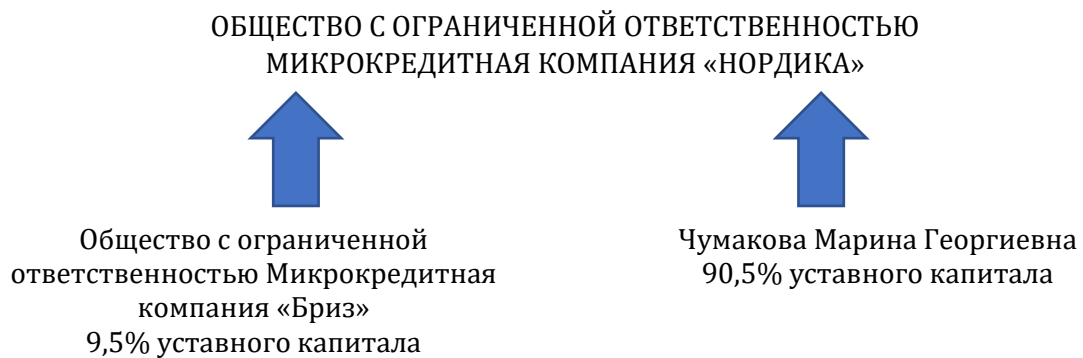 ОБЩЕСТВО С ОГРАНИЧЕННОЙ ОТВЕТСТВЕННОСТЬЮ
МИКРОКРЕДИТНАЯ КОМПАНИЯ «НОРДИКА»
Общество с ограниченной
ответственностью Микрокредитная
компания «Бриз»
9,5% уставного капитала
Чумакова Марина Георгиевна
90,5% уставного капитала